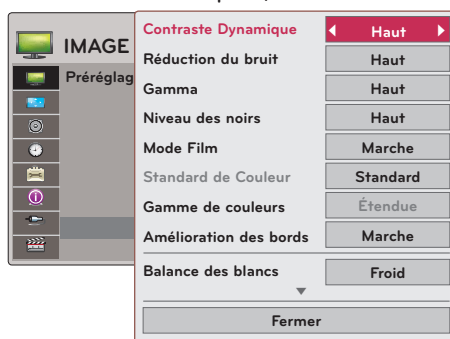 IMAGE
Préréglag
Contraste Dynamique Haut
Réduction du bruit Haut
Gamma Haut
Niveau des noirs Haut
Mode Film Marche
Standard de Couleur Standard
Gamme de couleurs Étendue
Amélioration des bords Marche
Balance des blancs Froid
Fermer